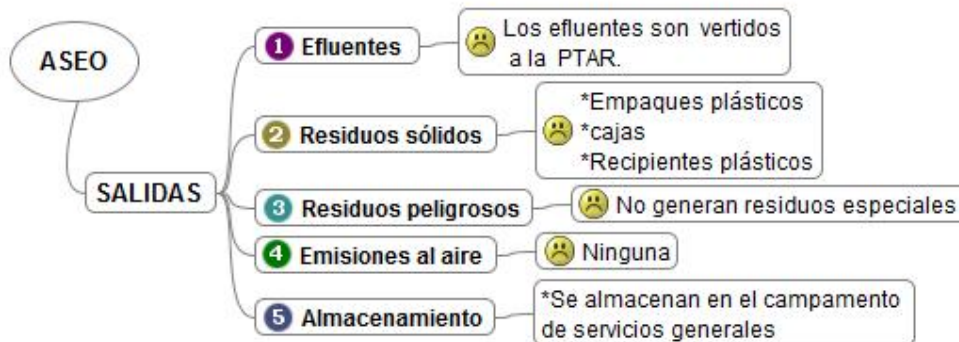 ASEO
SALIDAS
1 Efluentes
Los efluentes son vertidos
a la PTAR.
2 Residuos sólidos
*Empaques plásticos
*cajas
*Recipientes plásticos
3 Residuos peligrosos
No generan residuos especiales
4 Emisiones al aire
Ninguna
5 Almacenamiento
*Se almacenan en el campamento
de servicios generales